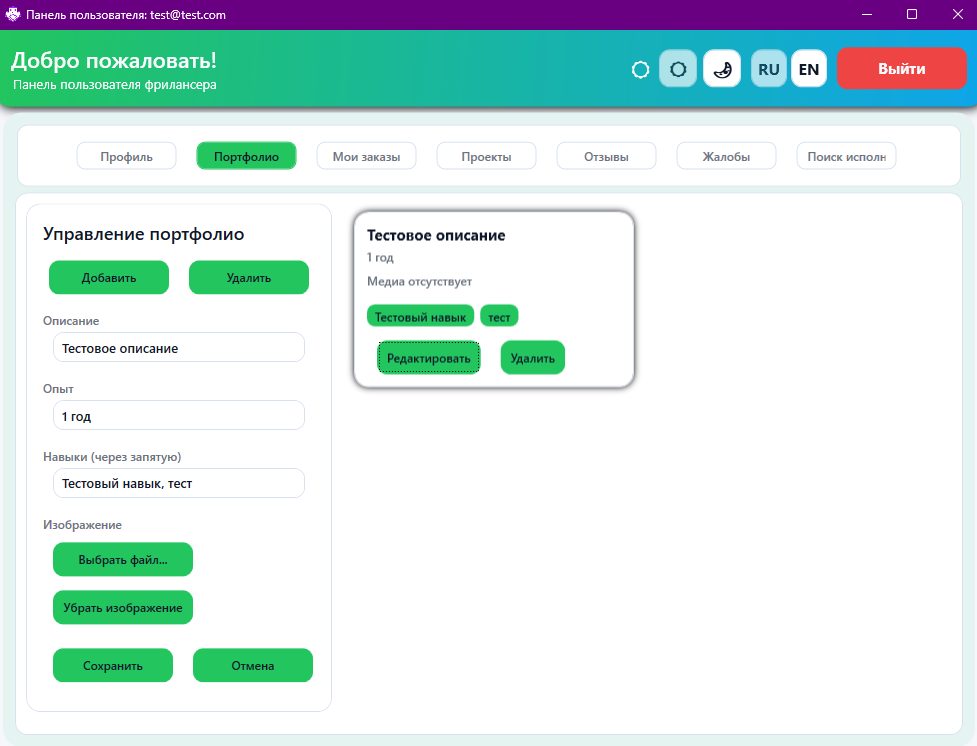 Панель пользователя: test@test.com
Добро пожаловать!
Панель пользователя фрилансера
RU EN Выйти
Профиль Портфолио Мои заказы Проекты Отзывы Жалобы Поиск исполн
Управление портфолио
Добавить Удалить
Описание
Тестовое описание
Опыт
1 год
Навыки (через запятую)
Тестовый навык, тест
Изображение
Выбрать файл...
Убрать изображение
Сохранить Отмена
Тестовое описание
1 год
Медиа отсутствует
Тестовый навык тест
Редактировать Удалить